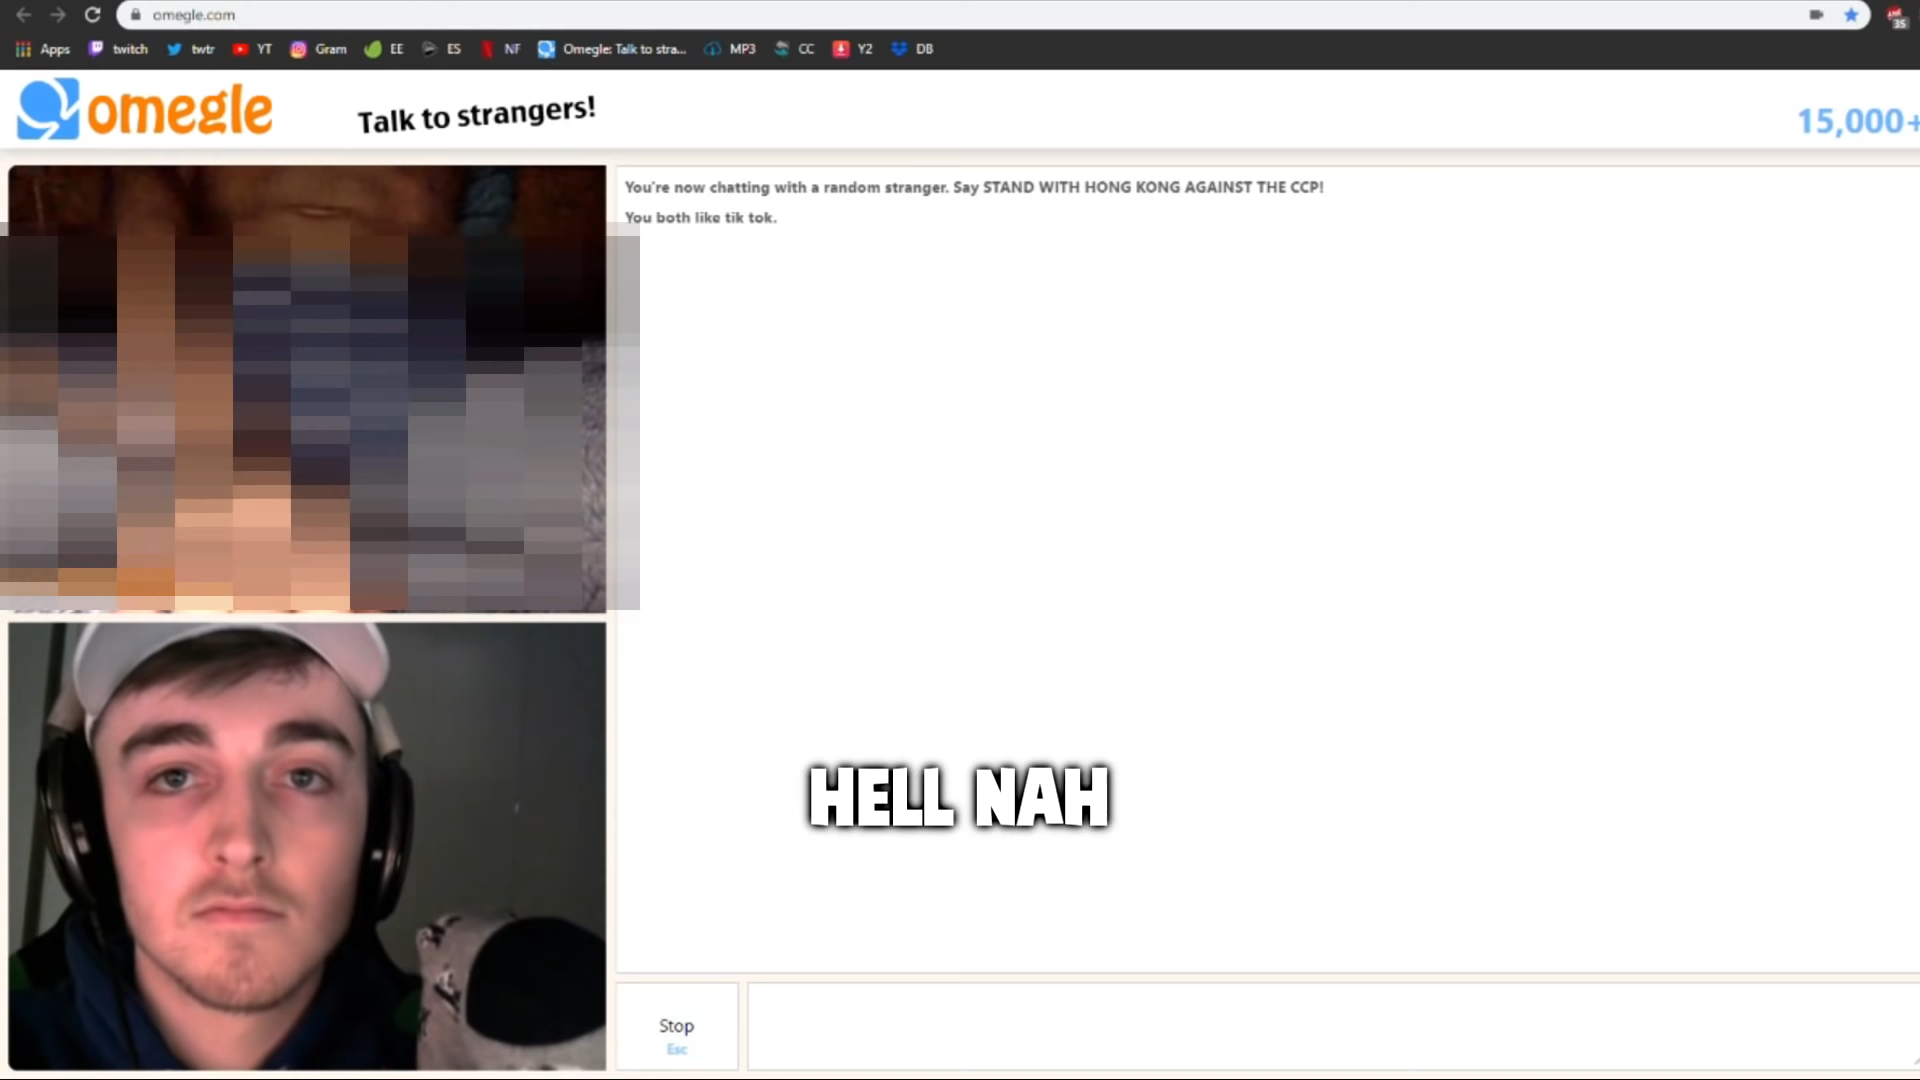 omegle.com
Apps twitch twtr YT Gram EE ES NF Omegle: Talk to stra... MP3 CC Y2 DB
35
omegle Talk to strangers! 15,000+
You're now chatting with a random stranger. Say STAND WITH HONG KONG AGAINST THE CCP!
You both like tik tok.
HELL NAH
Stop
Esc